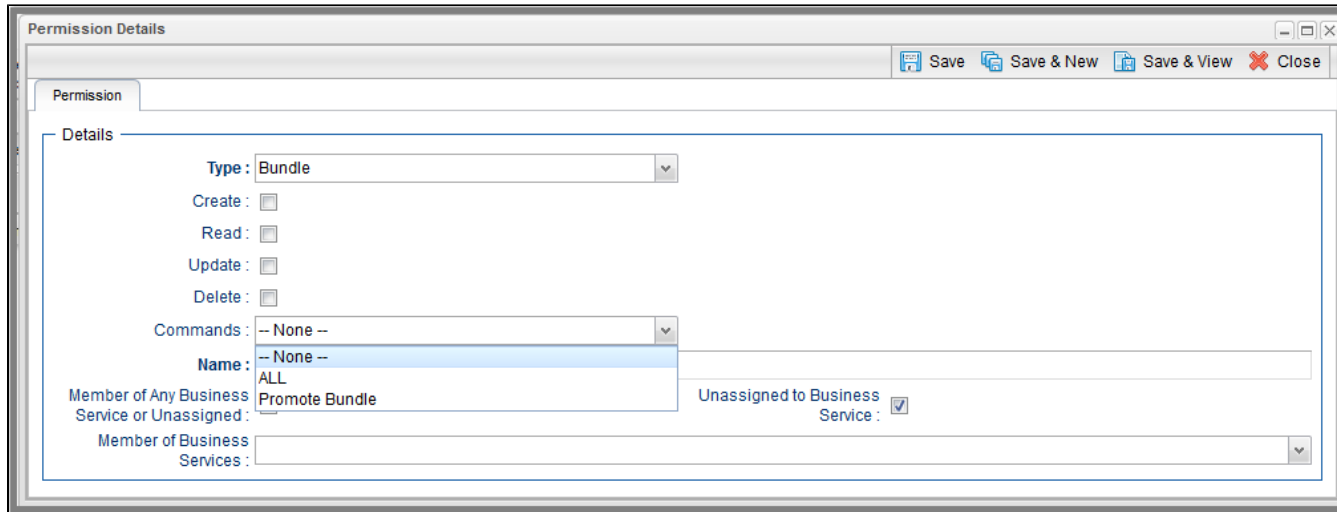 Permission Details
Save Save & New Save & View Close
Permission
Details
Type : Bundle
Create :
Read :
Update :
Delete :
Commands : -- None --
-- None --
Name :
ALL
Promote Bundle
Member of Any Business
Service or Unassigned :
Unassigned to Business
Service :
Member of Business
Services :